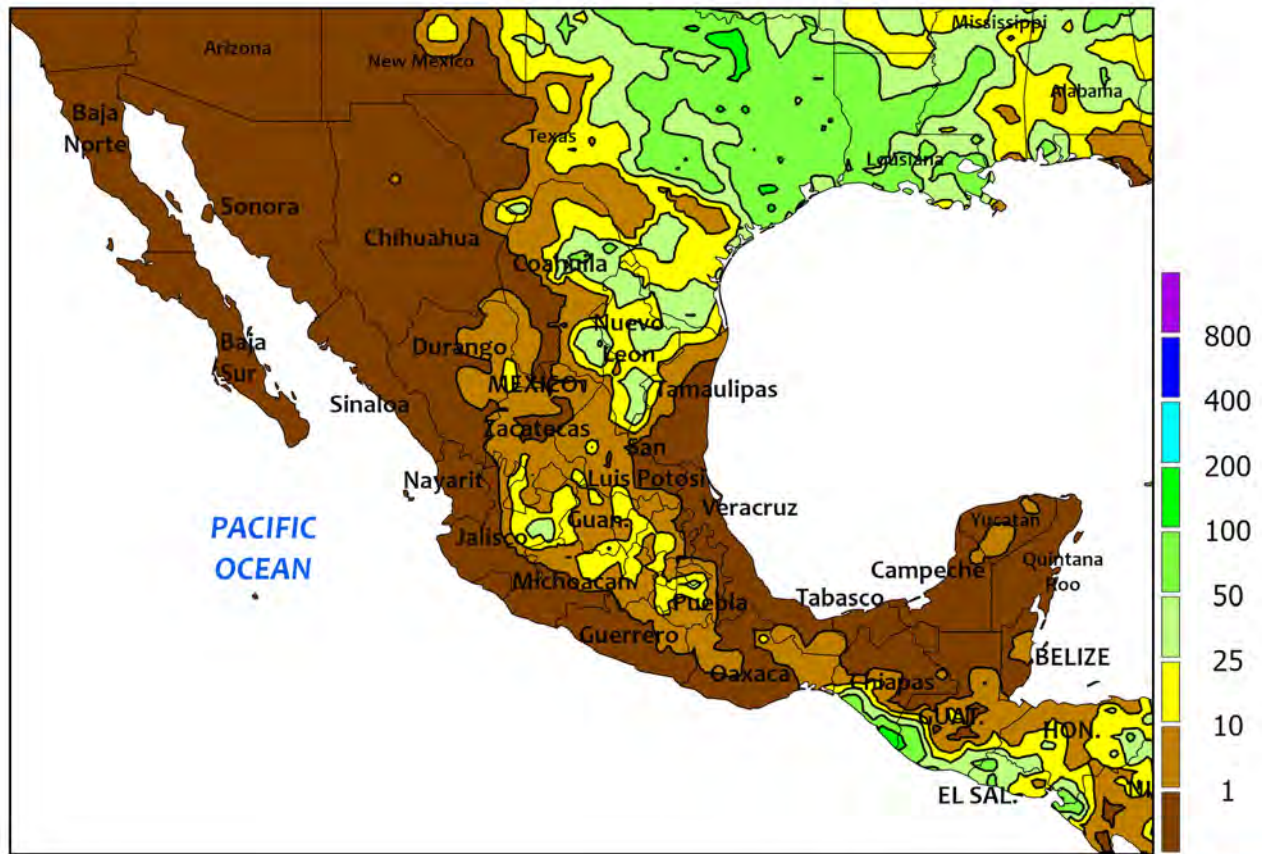 Mississippi
Arizona
New Mexico
Alabama
Baja
Norte
Texas
Lousiana
Sonora
Chihuahua
Coahuila
Nuevo
Leon
Durango
Baja
Sur
MEXICO
Tamaulipas
Sinaloa
Zacatecas
San
Luis Potosi
Nayarit
Veracruz
Guan.
Jalisco
PACIFIC
OCEAN
Yucatan
Quintana
Roo
Campeche
Michoacan
Puebla
Tabasco
Guerrero
BELIZE
Oaxaca
Chiapas
GUAT.
HON.
EL SAL.
NI
800
400
200
100
50
25
10
1